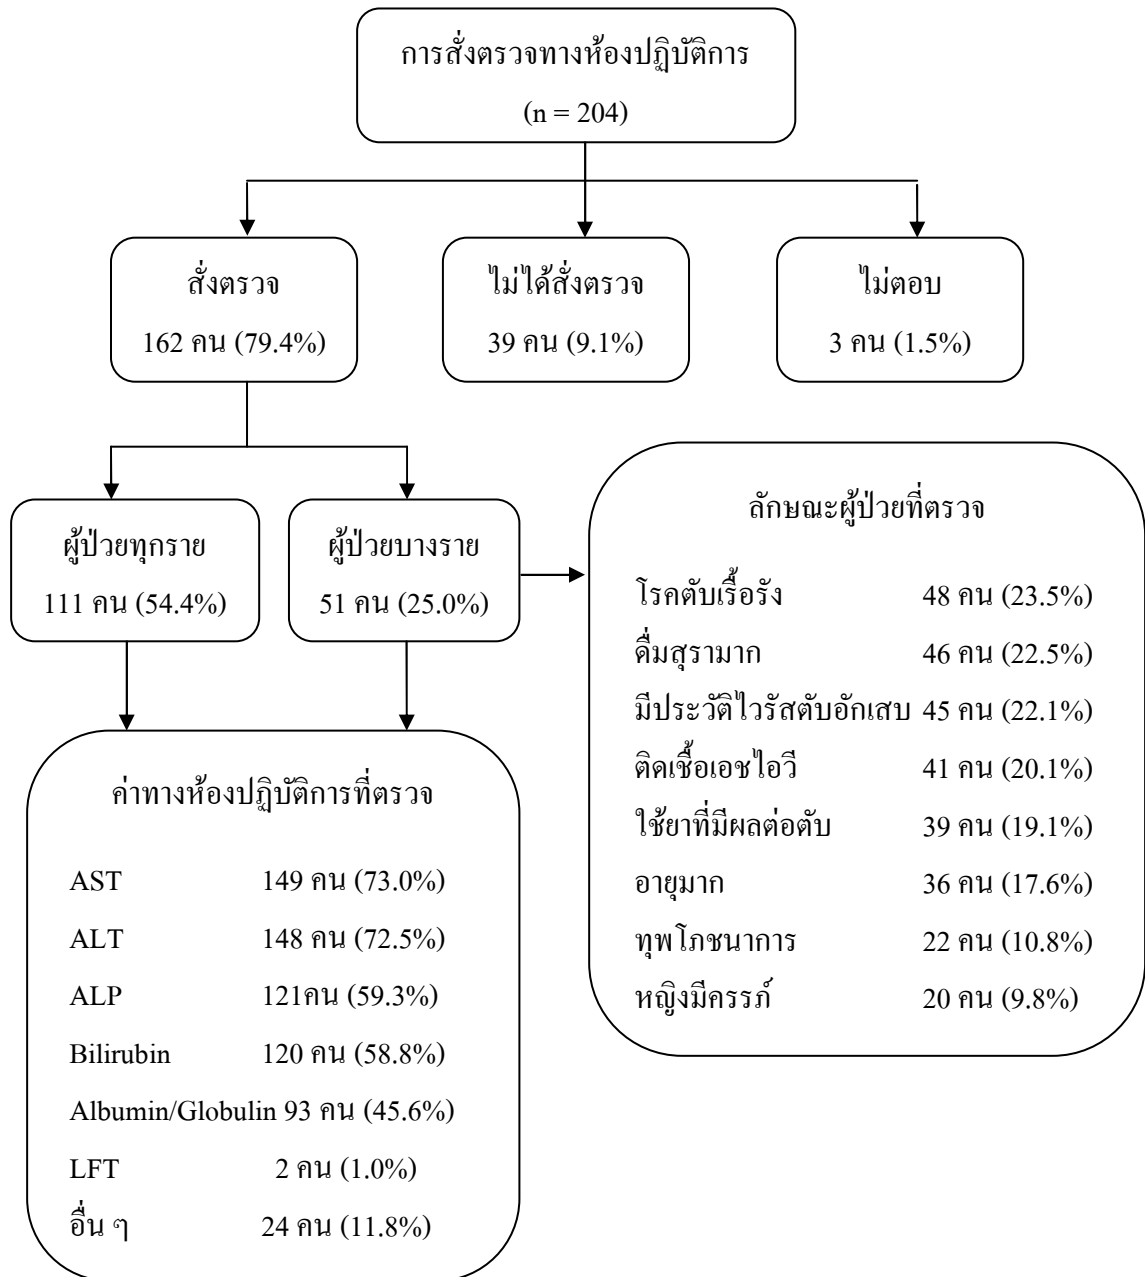 การสั่งตรวจทางห้องปฏิบัติการ
(n = 204)
สั่งตรวจ
162 คน (79.4%)
ไม่ได้สั่งตรวจ
39 คน (9.1%)
ไม่ตอบ
3 คน (1.5%)
ผู้ป่วยทุกราย
111 คน (54.4%)
ผู้ป่วยบางราย
51 คน (25.0%)
ลักษณะผู้ป่วยที่ตรวจ
โรคตับเรื้อรัง 48 คน (23.5%)
ดื่มสุรามาก 46 คน (22.5%)
มีประวัติไวรัสตับอักเสบ 45 คน (22.1%)
ติดเชื้อเอชไอวี 41 คน (20.1%)
ใช้ยาที่มีผลต่อตับ 39 คน (19.1%)
อายุมาก 36 คน (17.6%)
ทุพโภชนาการ 22 คน (10.8%)
หญิงมีครรภ์ 20 คน (9.8%)
ค่าทางห้องปฏิบัติการที่ตรวจ
AST 149 คน (73.0%)
ALT 148 คน (72.5%)
ALP 121คน (59.3%)
Bilirubin 120 คน (58.8%)
Albumin/Globulin 93 คน (45.6%)
LFT 2 คน (1.0%)
อื่น ๆ 24 คน (11.8%)